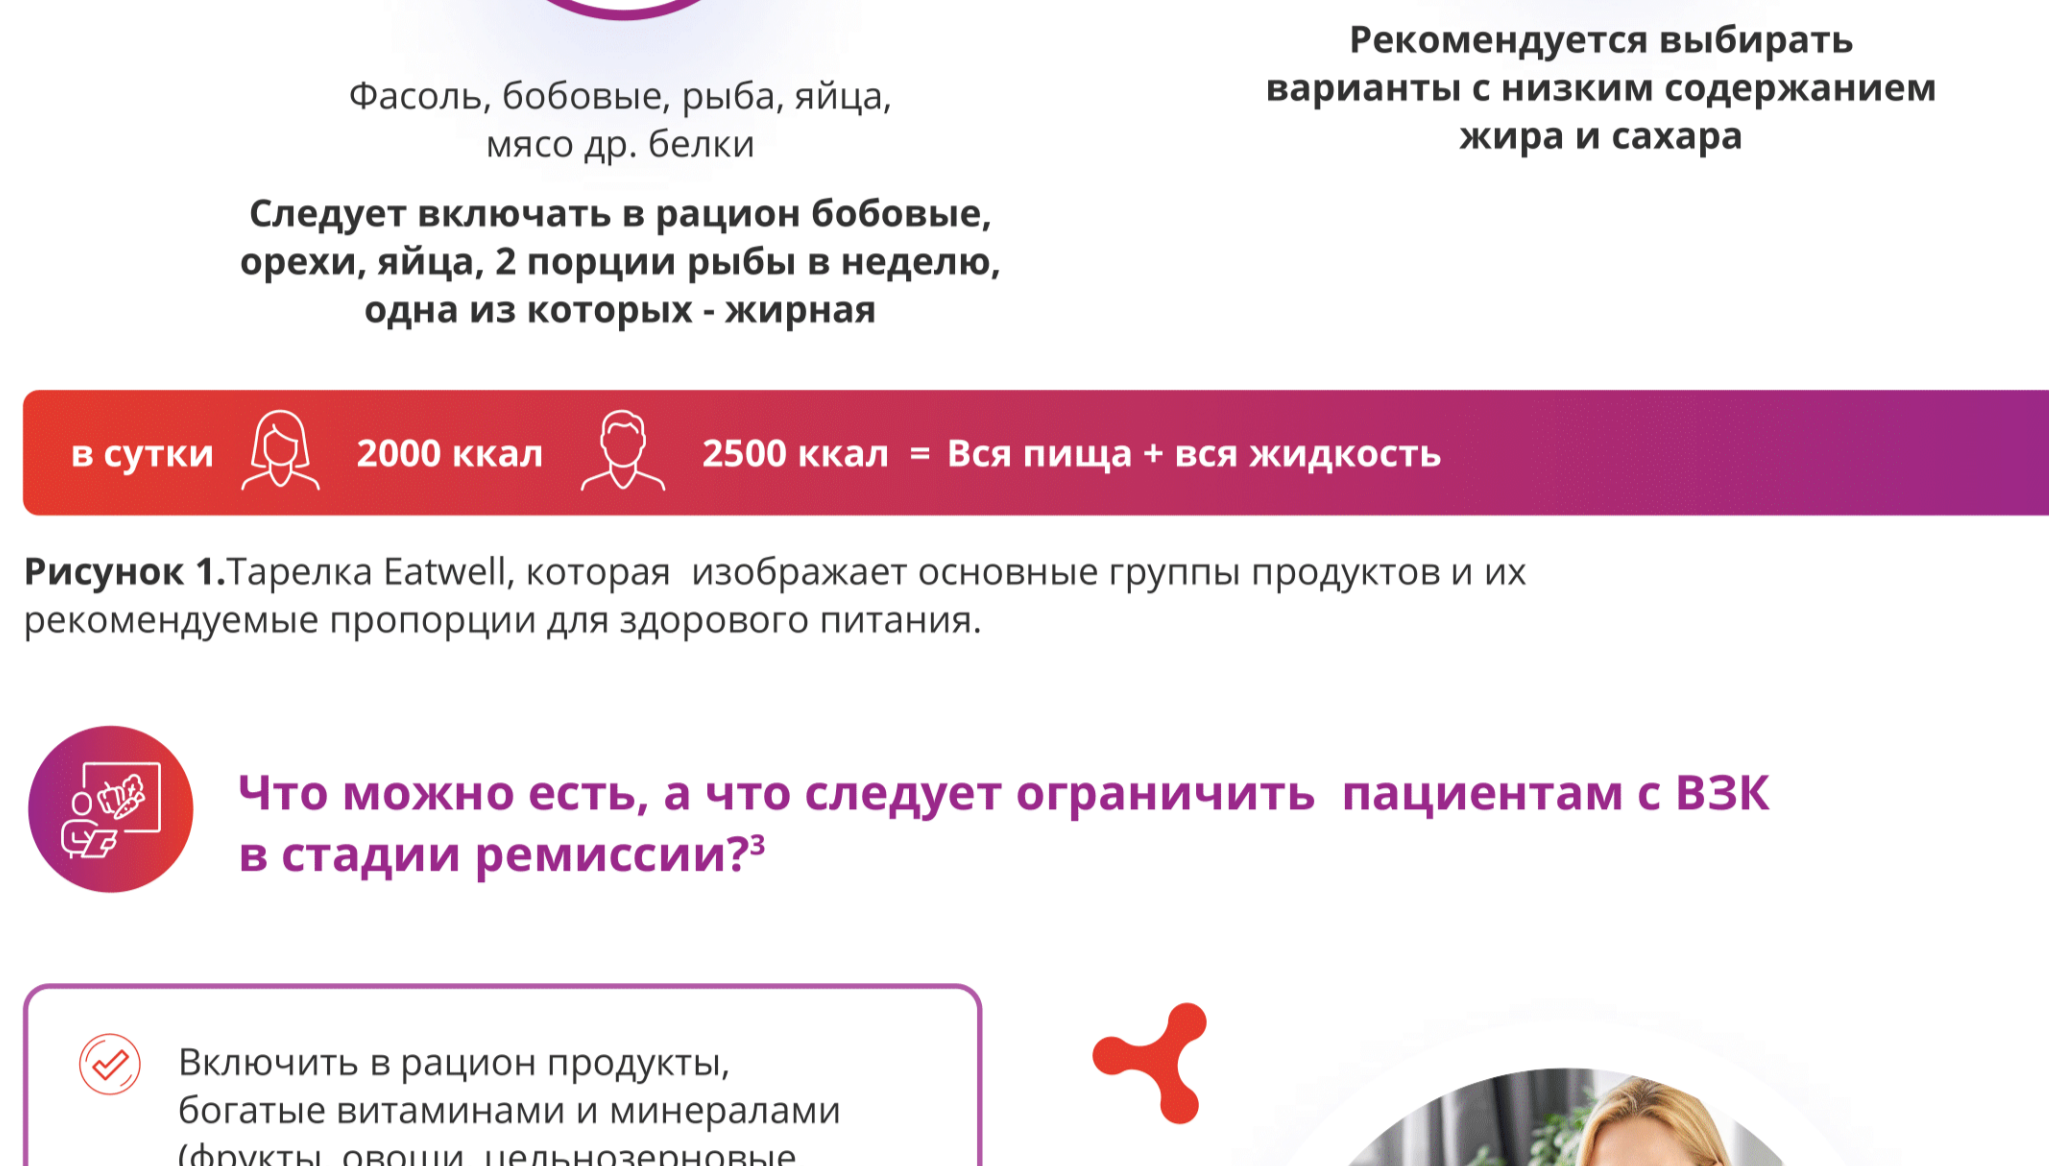 Рекомендуется выбирать
варианты с низким содержанием
жира и сахара
Фасоль, бобовые, рыба, яйца,
мясо др. белки
Следует включать в рацион бобовые,
орехи, яйца, 2 порции рыбы в неделю,
одна из которых - жирная
в сутки 2000 ккал 2500 ккал = Вся пища + вся жидкость
Рисунок 1.Тарелка Eatwell, которая  изображает основные группы продуктов и их
рекомендуемые пропорции для здорового питания.
Что можно есть, а что следует ограничить  пациентам с ВЗК
в стадии ремиссии?³
Включить в рацион продукты,
богатые витаминами и минералами
(фрукты, овощи, цельнозерновые